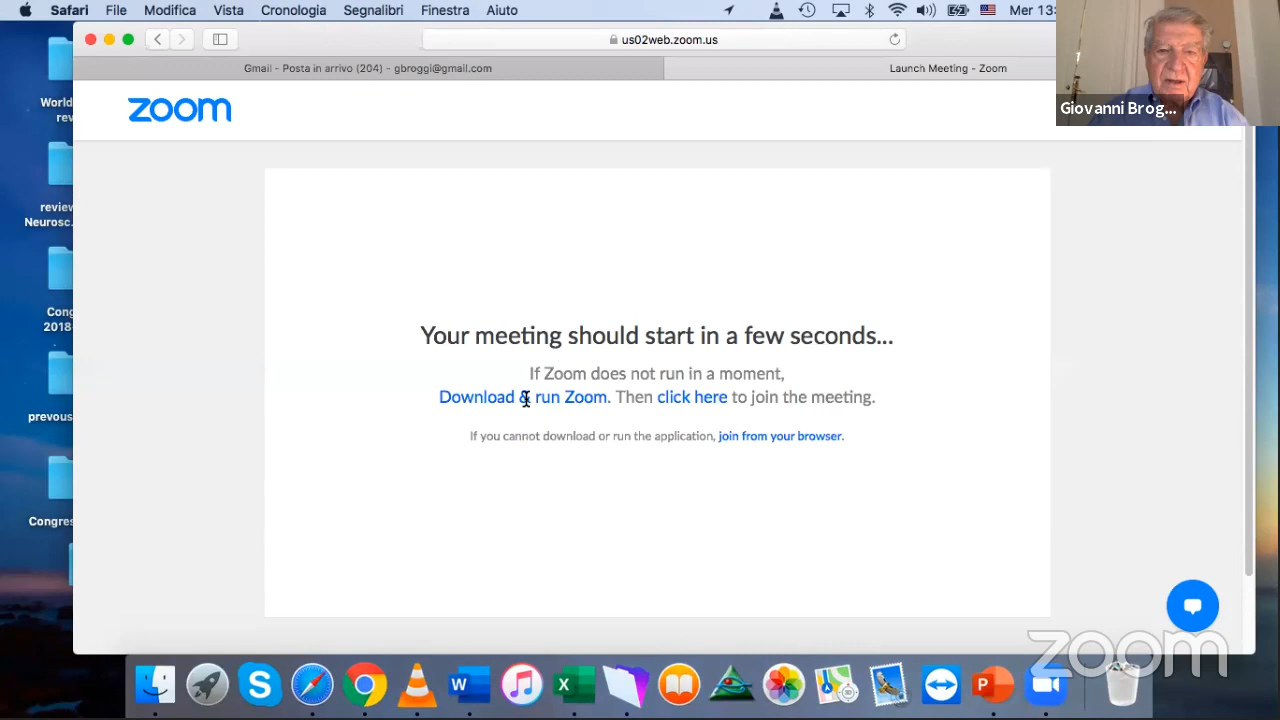 Safari File Modifica Vista Cronologia Segnalibri Finestra Aiuto Mer 13:
us02web.zoom.us
Gmail - Posta in arrivo (204) - gbroggi@gmail.com
Launch Meeting - Zoom
zoom
Giovanni Brog...
World
rev
review
Neurosc.
Cong
2018-
prevous
Congres
Your meeting should start in a few seconds...
If Zoom does not run in a moment,
Download & run Zoom. Then click here to join the meeting.
If you cannot download or run the application, join from your browser.
zoom